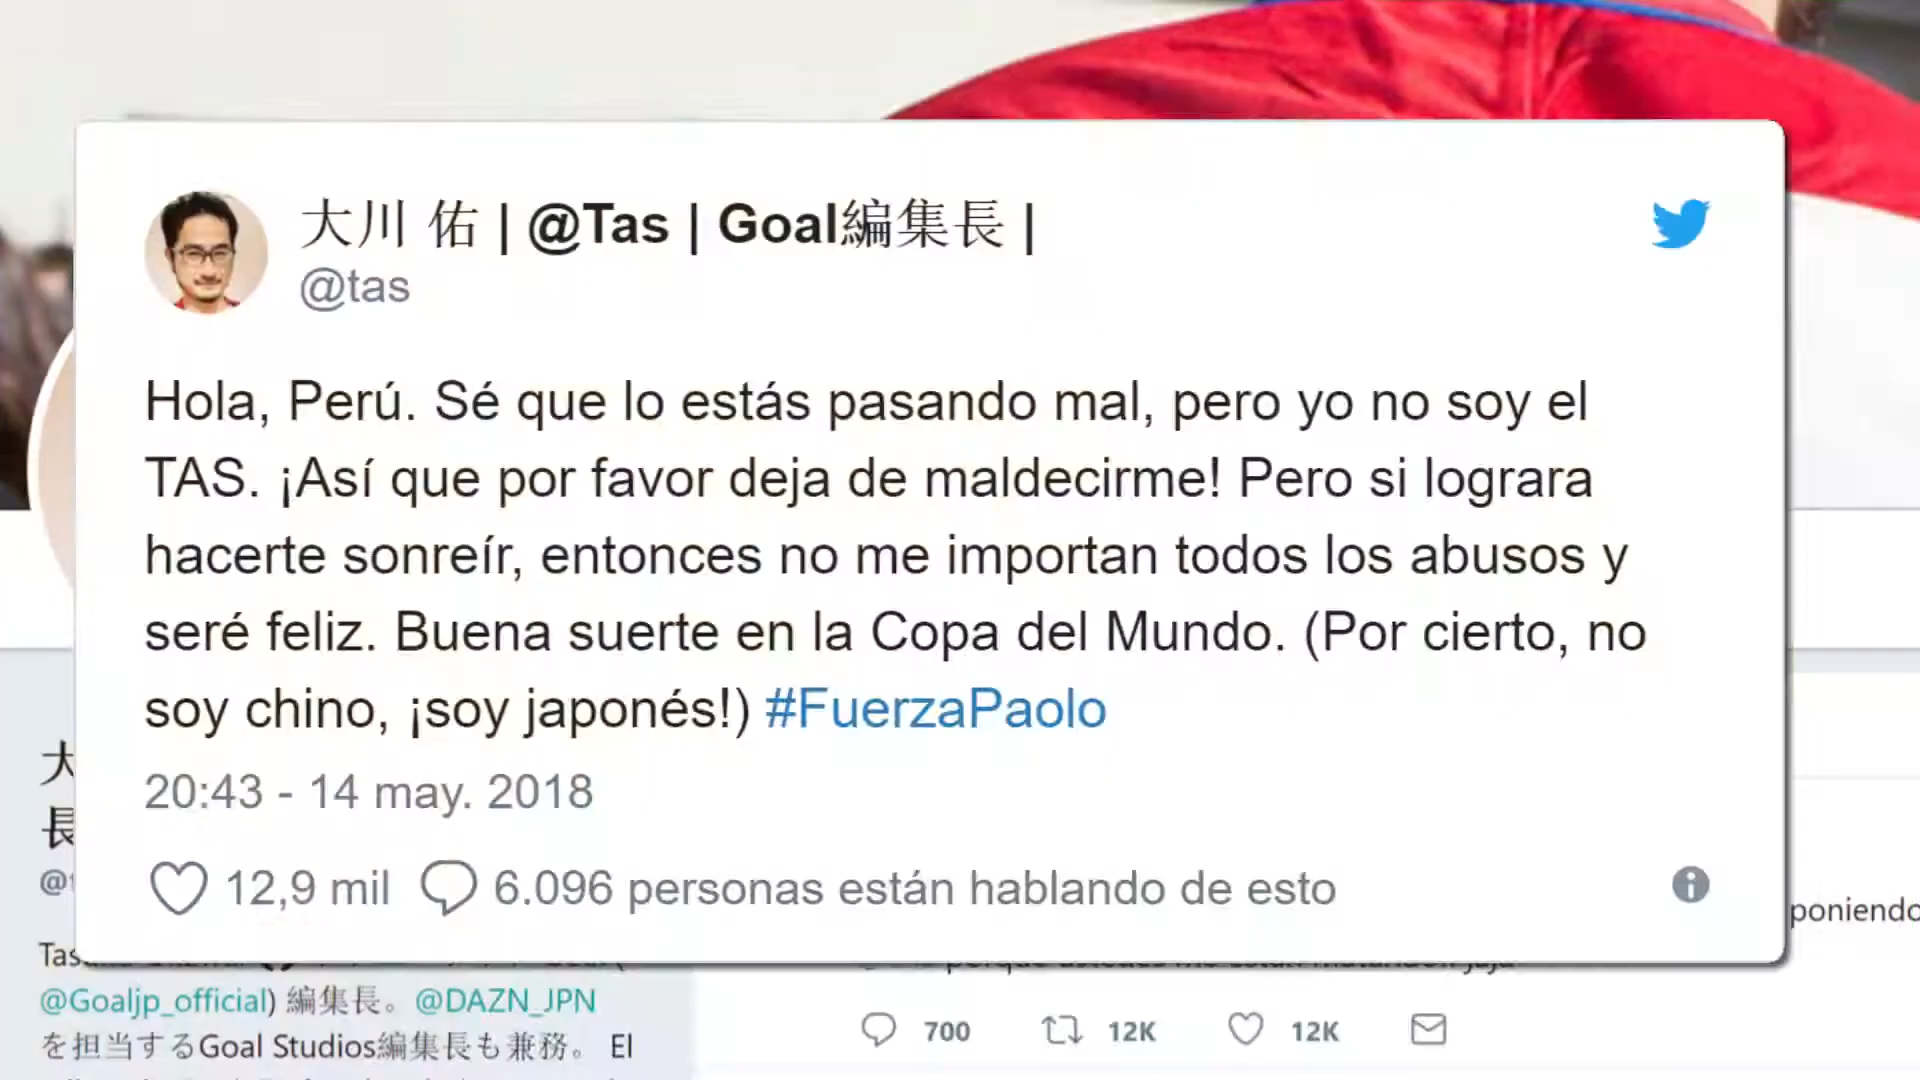 大川 佑 | @Tas | Goal編集長 |
@tas
Hola, Perú. Sé que lo estás pasando mal, pero yo no soy el
TAS. ¡Así que por favor deja de maldecirme! Pero si lograra
hacerte sonreír, entonces no me importan todos los abusos y
seré feliz. Buena suerte en la Copa del Mundo. (Por cierto, no
soy chino, ¡soy japonés!) #FuerzaPaolo
20:43 - 14 may. 2018
12,9 mil 6.096 personas están hablando de esto
大
長
poniendo
@Goaljp_official) 編集長。@DAZN_JPN
を担当するGoal Studios編集長も兼務。 El
700 12K 12K